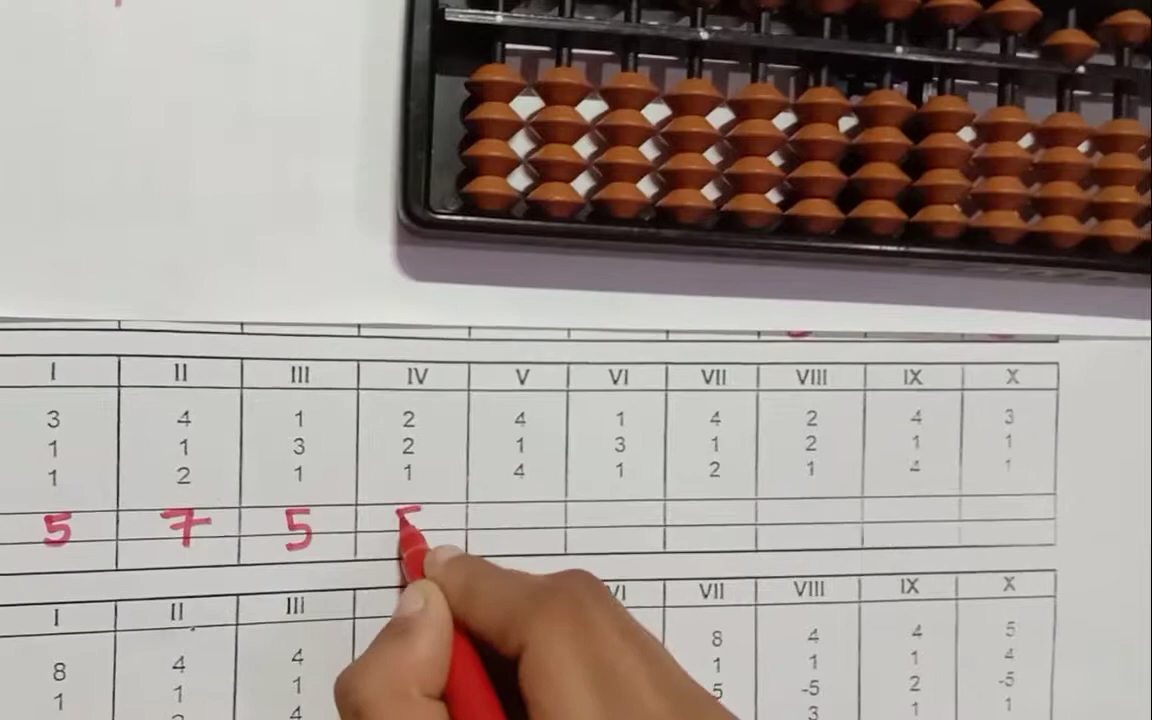 I II III IV V VI VII VIII IX X
3 4 1 2 4 1 4 2 4 3
1 1 3 2 1 3 1 2 1 1
1 2 1 1 4 1 2 1 4 1
5 7 5 5
I II III VI VII VIII IX X
8 4 4 8 4 4 5
1 1 1 1 1 1 4
4 5 -5 2 -5
3 1 1